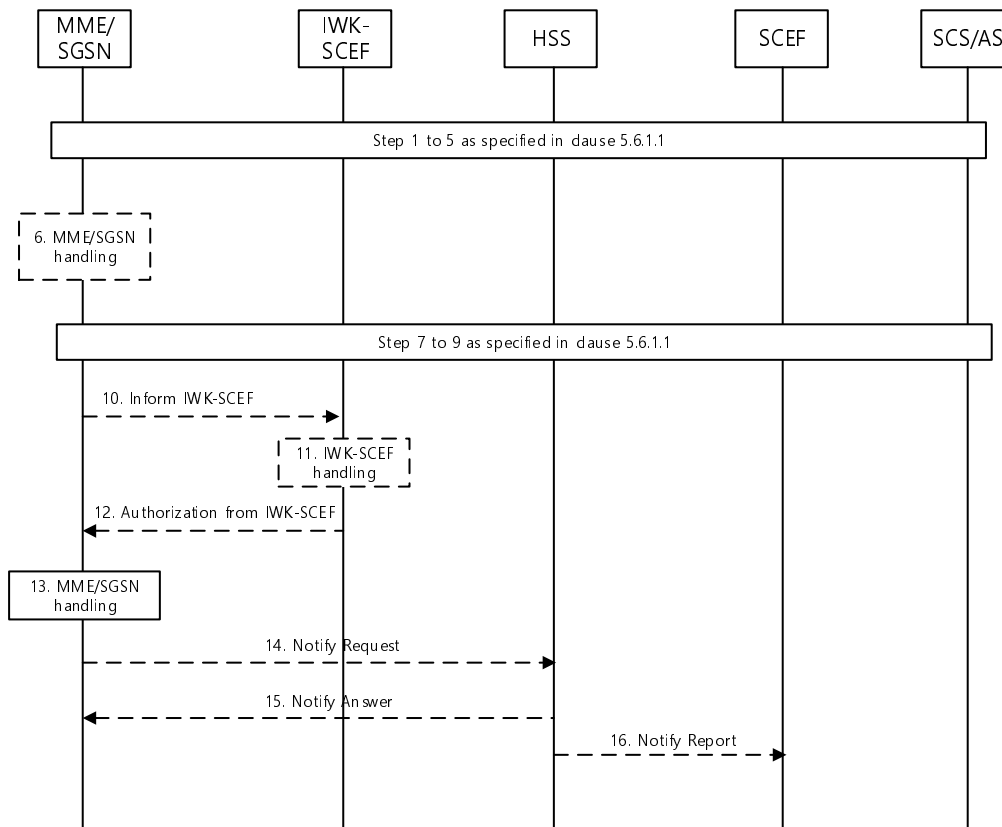 MME/
SGSN
IWK-
SCEF
HSS
SCEF
SCS/AS
Step 1 to 5 as specified in clause 5.6.1.1
6. MME/SGSN
handling
Step 7 to 9 as specified in clause 5.6.1.1
10. Inform IWK-SCEF
11. IWK-SCEF
handling
12. Authorization from IWK-SCEF
13. MME/SGSN
handling
14. Notify Request
15. Notify Answer
16. Notify Report